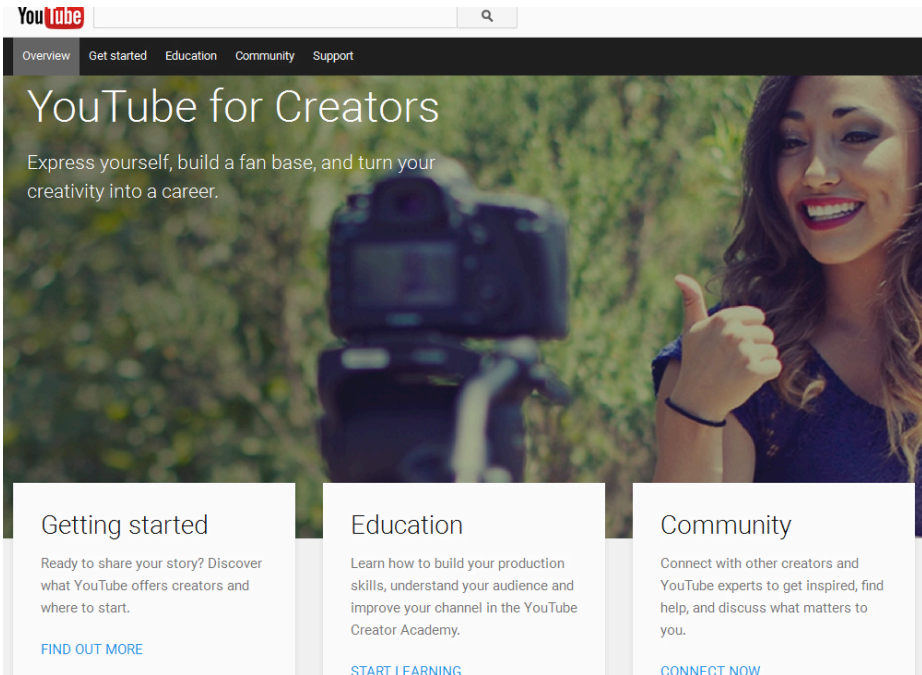 YouTube
Overview Get started Education Community Support
YouTube for Creators
Express yourself, build a fan base, and turn your
creativity into a career.
Getting started
Ready to share your story? Discover
what YouTube offers creators and
where to start.
FIND OUT MORE
Education
Learn how to build your production
skills, understand your audience and
improve your channel in the YouTube
Creator Academy.
START LEARNING
Community
Connect with other creators and
YouTube experts to get inspired, find
help, and discuss what matters to
you.
CONNECT NOW